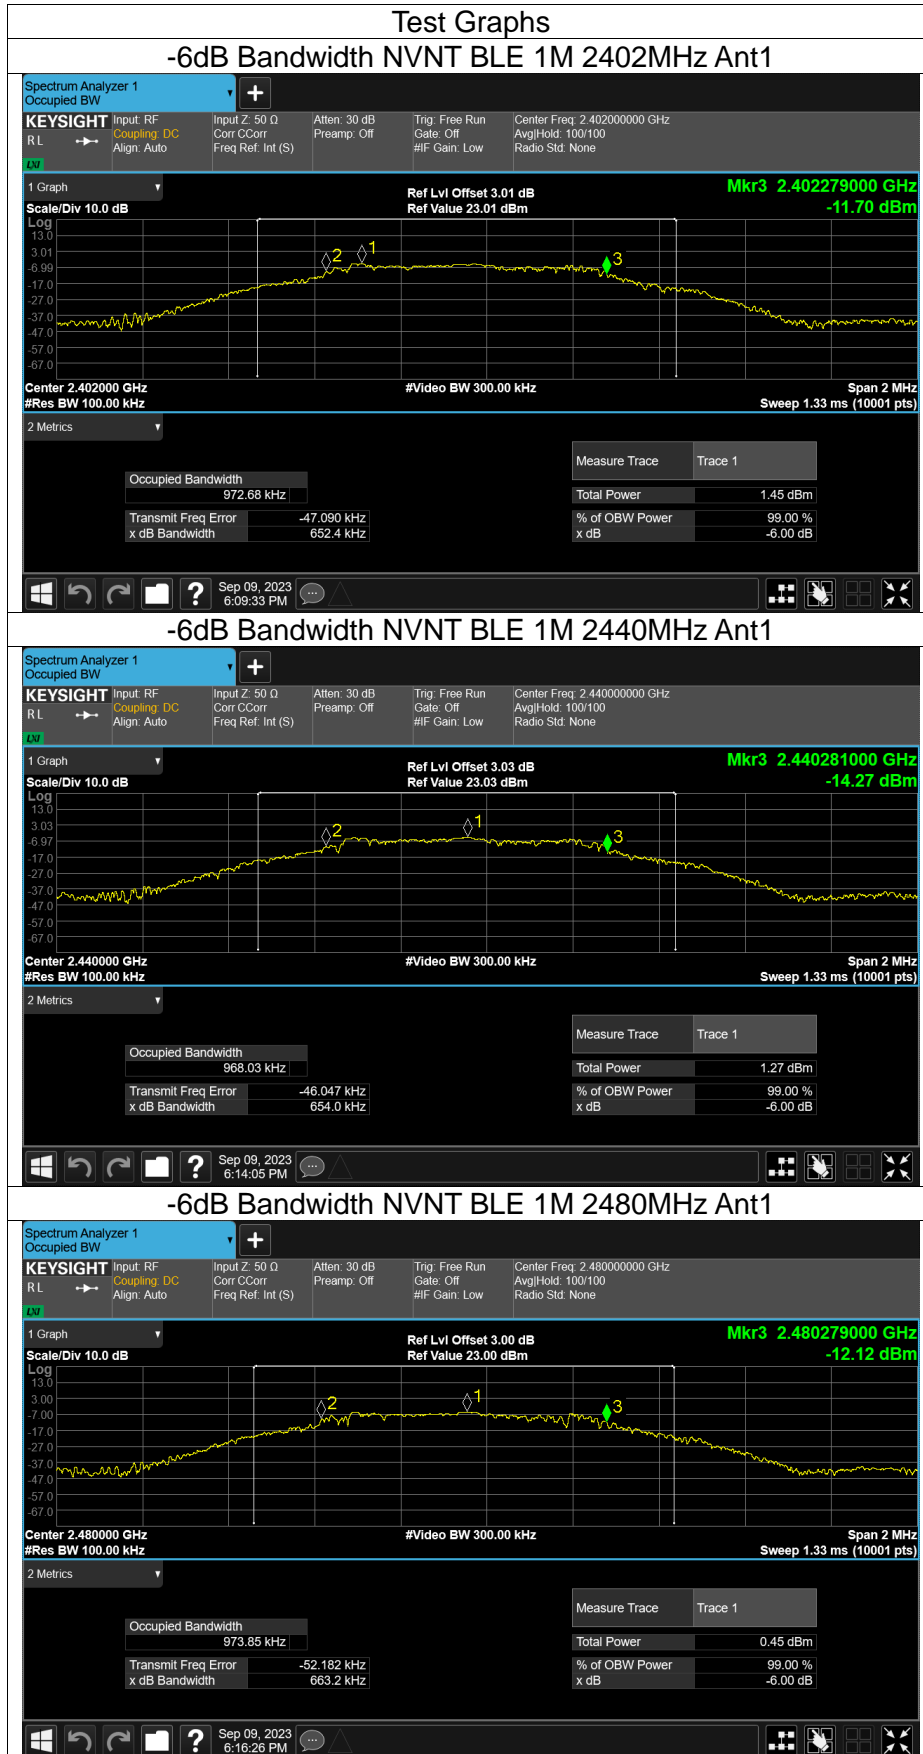 Test Graphs
-6dB Bandwidth NVNT BLE 1M 2402MHz Ant1
Spectrum Analyzer 1
Occupied BW
+
KEYSIGHT Input: RF Input Z: 50 Ω Atten: 30 dB Trig: Free Run Center Freq: 2.402000000 GHz
R L Coupling: DC Corr CCorr Preamp: Off Gate: Off Avg|Hold: 100/100
Align: Auto Freq Ref: Int (S) #IF Gain: Low Radio Std: None
LXI
1 Graph Ref Lvl Offset 3.01 dB Mkr3 2.402279000 GHz
Scale/Div 10.0 dB Ref Value 23.01 dBm -11.70 dBm
Log
13.0
3.01
-6.99
-17.0
-27.0
-37.0
-47.0
-57.0
-67.0
2 1 3
Center 2.402000 GHz #Video BW 300.00 kHz Span 2 MHz
#Res BW 100.00 kHz Sweep 1.33 ms (10001 pts)
2 Metrics
Measure Trace Trace 1
Occupied Bandwidth
972.68 kHz Total Power 1.45 dBm
Transmit Freq Error -47.090 kHz % of OBW Power 99.00 %
x dB Bandwidth 652.4 kHz x dB -6.00 dB
? Sep 09, 2023
6:09:33 PM
-6dB Bandwidth NVNT BLE 1M 2440MHz Ant1
Spectrum Analyzer 1
Occupied BW
+
KEYSIGHT Input: RF Input Z: 50 Ω Atten: 30 dB Trig: Free Run Center Freq: 2.440000000 GHz
R L Coupling: DC Corr CCorr Preamp: Off Gate: Off Avg|Hold: 100/100
Align: Auto Freq Ref: Int (S) #IF Gain: Low Radio Std: None
LXI
1 Graph Ref Lvl Offset 3.03 dB Mkr3 2.440281000 GHz
Scale/Div 10.0 dB Ref Value 23.03 dBm -14.27 dBm
Log
13.0
3.03
-6.97
-17.0
-27.0
-37.0
-47.0
-57.0
-67.0
2 1 3
Center 2.440000 GHz #Video BW 300.00 kHz Span 2 MHz
#Res BW 100.00 kHz Sweep 1.33 ms (10001 pts)
2 Metrics
Measure Trace Trace 1
Occupied Bandwidth
968.03 kHz Total Power 1.27 dBm
Transmit Freq Error -46.047 kHz % of OBW Power 99.00 %
x dB Bandwidth 654.0 kHz x dB -6.00 dB
? Sep 09, 2023
6:14:05 PM
-6dB Bandwidth NVNT BLE 1M 2480MHz Ant1
Spectrum Analyzer 1
Occupied BW
+
KEYSIGHT Input: RF Input Z: 50 Ω Atten: 30 dB Trig: Free Run Center Freq: 2.480000000 GHz
R L Coupling: DC Corr CCorr Preamp: Off Gate: Off Avg|Hold: 100/100
Align: Auto Freq Ref: Int (S) #IF Gain: Low Radio Std: None
LXI
1 Graph Ref Lvl Offset 3.00 dB Mkr3 2.480279000 GHz
Scale/Div 10.0 dB Ref Value 23.00 dBm -12.12 dBm
Log
13.0
3.00
-7.00
-17.0
-27.0
-37.0
-47.0
-57.0
-67.0
2 1 3
Center 2.480000 GHz #Video BW 300.00 kHz Span 2 MHz
#Res BW 100.00 kHz Sweep 1.33 ms (10001 pts)
2 Metrics
Measure Trace Trace 1
Occupied Bandwidth
973.85 kHz Total Power 0.45 dBm
Transmit Freq Error -52.182 kHz % of OBW Power 99.00 %
x dB Bandwidth 663.2 kHz x dB -6.00 dB
? Sep 09, 2023
6:16:26 PM